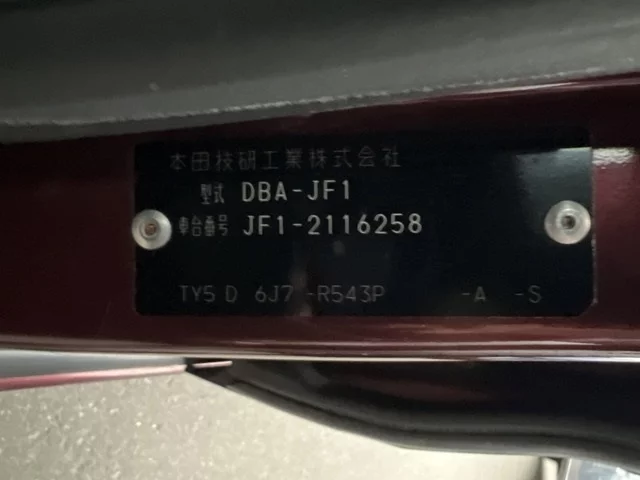 本田技研工業株式会社
型式 DBA-JF1
車台番号 JF1-2116258
TY5 D 6J7 -R543P -A -S